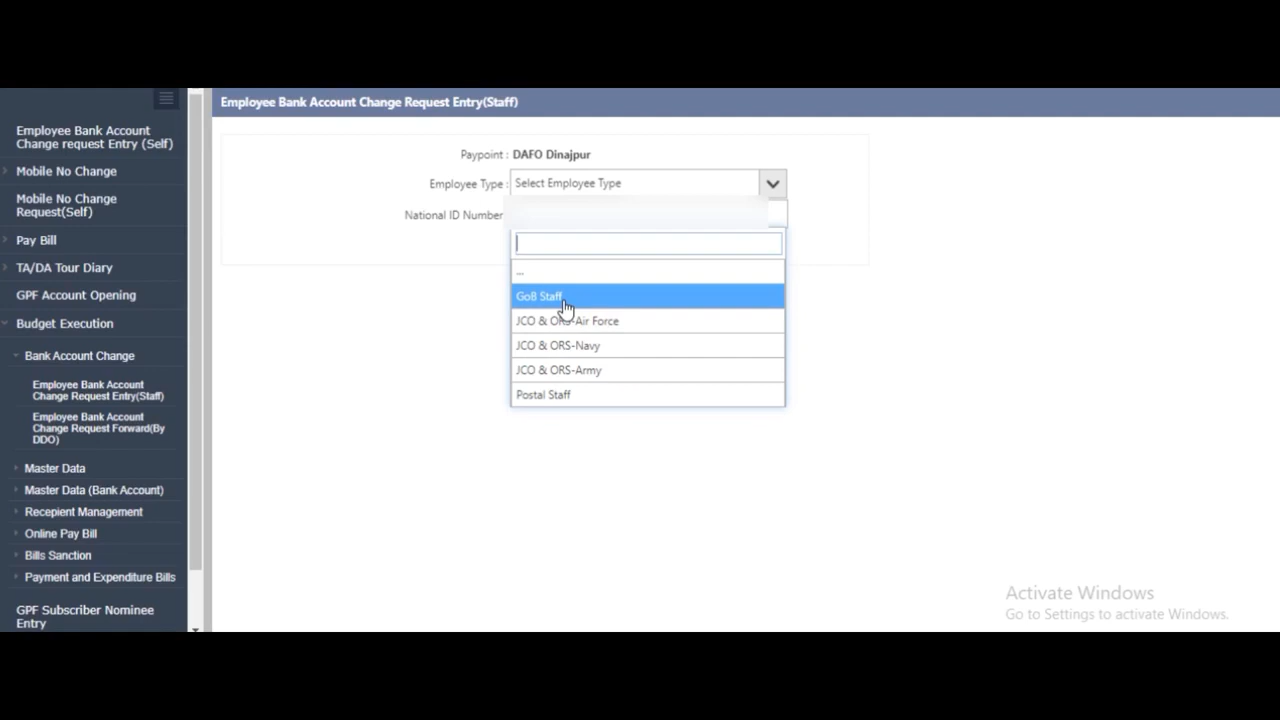 Employee Bank Account
Change request Entry (Self)
Mobile No Change
Mobile No Change
Request(Self)
Pay Bill
TA/DA Tour Diary
GPF Account Opening
Budget Execution
Bank Account Change
Employee Bank Account
Change Request Entry(Staff)
Employee Bank Account
Change Request Forward(By
DDO)
Master Data
Master Data (Bank Account)
Recepient Management
Online Pay Bill
Bills Sanction
Payment and Expenditure Bills
GPF Subscriber Nominee
Entry
Employee Bank Account Change Request Entry(Staff)
Paypoint : DAFO Dinajpur
Employee Type : Select Employee Type
National ID Number
...
GoB Staff
JCO & ORS-Air Force
JCO & ORS-Navy
JCO & ORS-Army
Postal Staff
Activate Windows
Go to Settings to activate Windows.